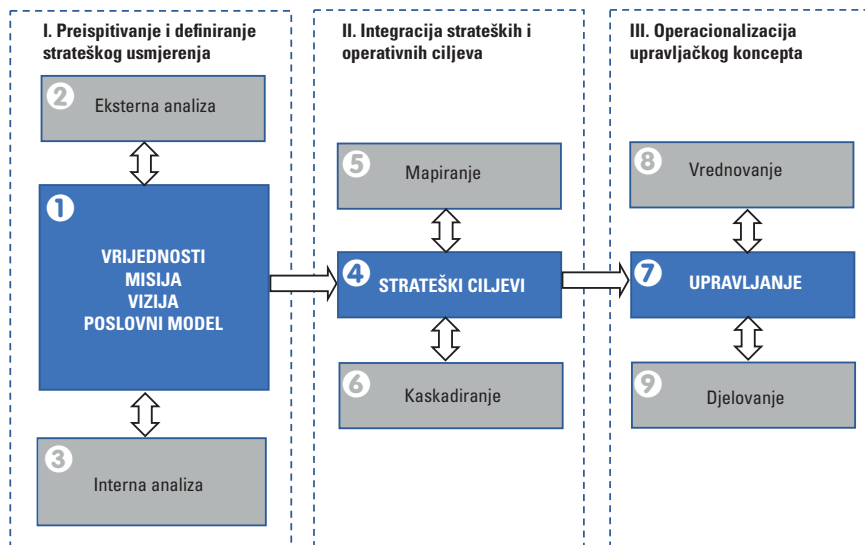 I. Preispitivanje i definiranje
strateškog usmjerenja
2
Eksterna analiza
1
VRIJEDNOSTI
MISIJA
VIZIJA
POSLOVNI MODEL
3
Interna analiza
II. Integracija strateških i
operativnih ciljeva
5
Mapiranje
4
STRATEŠKI CILJEVI
6
Kaskadiranje
III. Operacionalizacija
upravljačkog koncepta
8
Vrednovanje
7
UPRAVLJANJE
9
Djelovanje